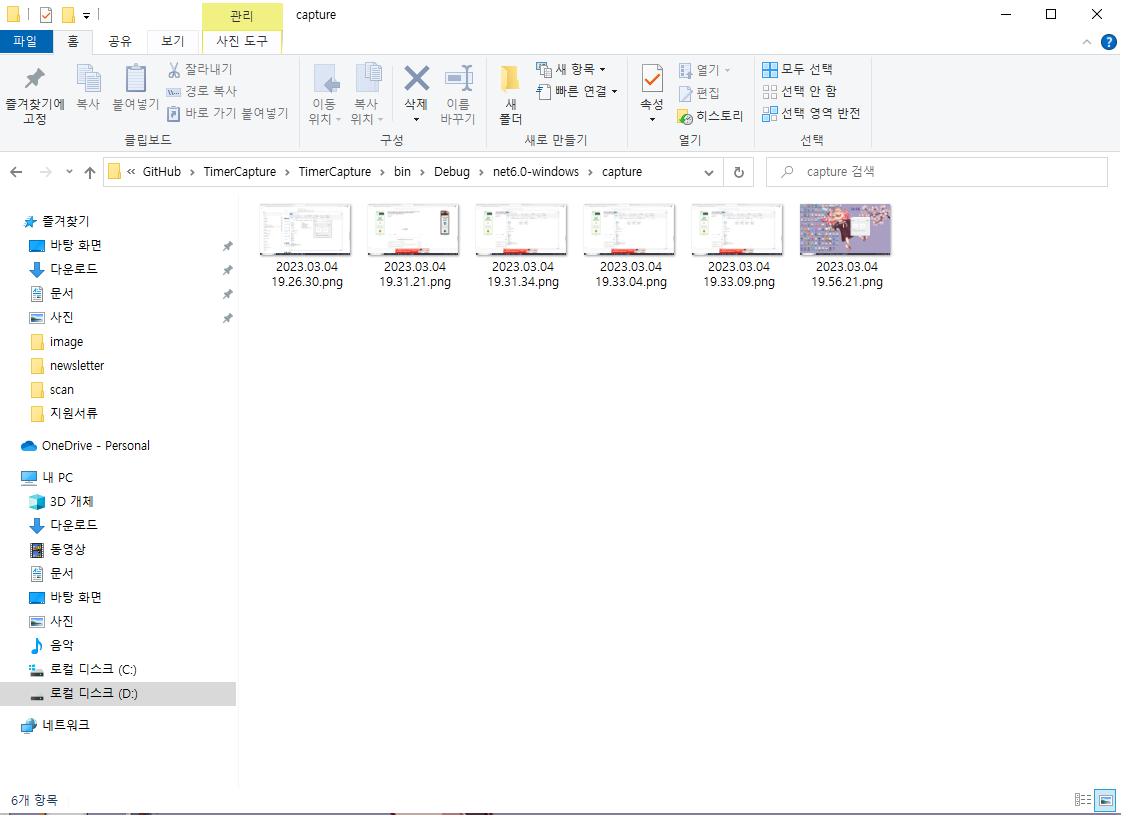 관리
capture
파일
홈
공유
보기
사진 도구
즐겨찾기에
고정
복사
붙여넣기
잘라내기
경로 복사
바로 가기 붙여넣기
클립보드
이동
위치
복사
위치
삭제
이름
바꾸기
구성
새
폴더
새 항목
빠른 연결
새로 만들기
속성
열기
편집
히스토리
열기
모두 선택
선택 안 함
선택 영역 반전
선택
« GitHub > TimerCapture > TimerCapture > bin > Debug > net6.0-windows > capture
capture 검색
즐겨찾기
바탕 화면
다운로드
문서
사진
image
newsletter
scan
지원서류
OneDrive - Personal
내 PC
3D 개체
다운로드
동영상
문서
바탕 화면
사진
음악
로컬 디스크 (C:)
로컬 디스크 (D:)
네트워크
2023.03.04
19.26.30.png
2023.03.04
19.31.21.png
2023.03.04
19.31.34.png
2023.03.04
19.33.04.png
2023.03.04
19.33.09.png
2023.03.04
19.56.21.png
6개 항목